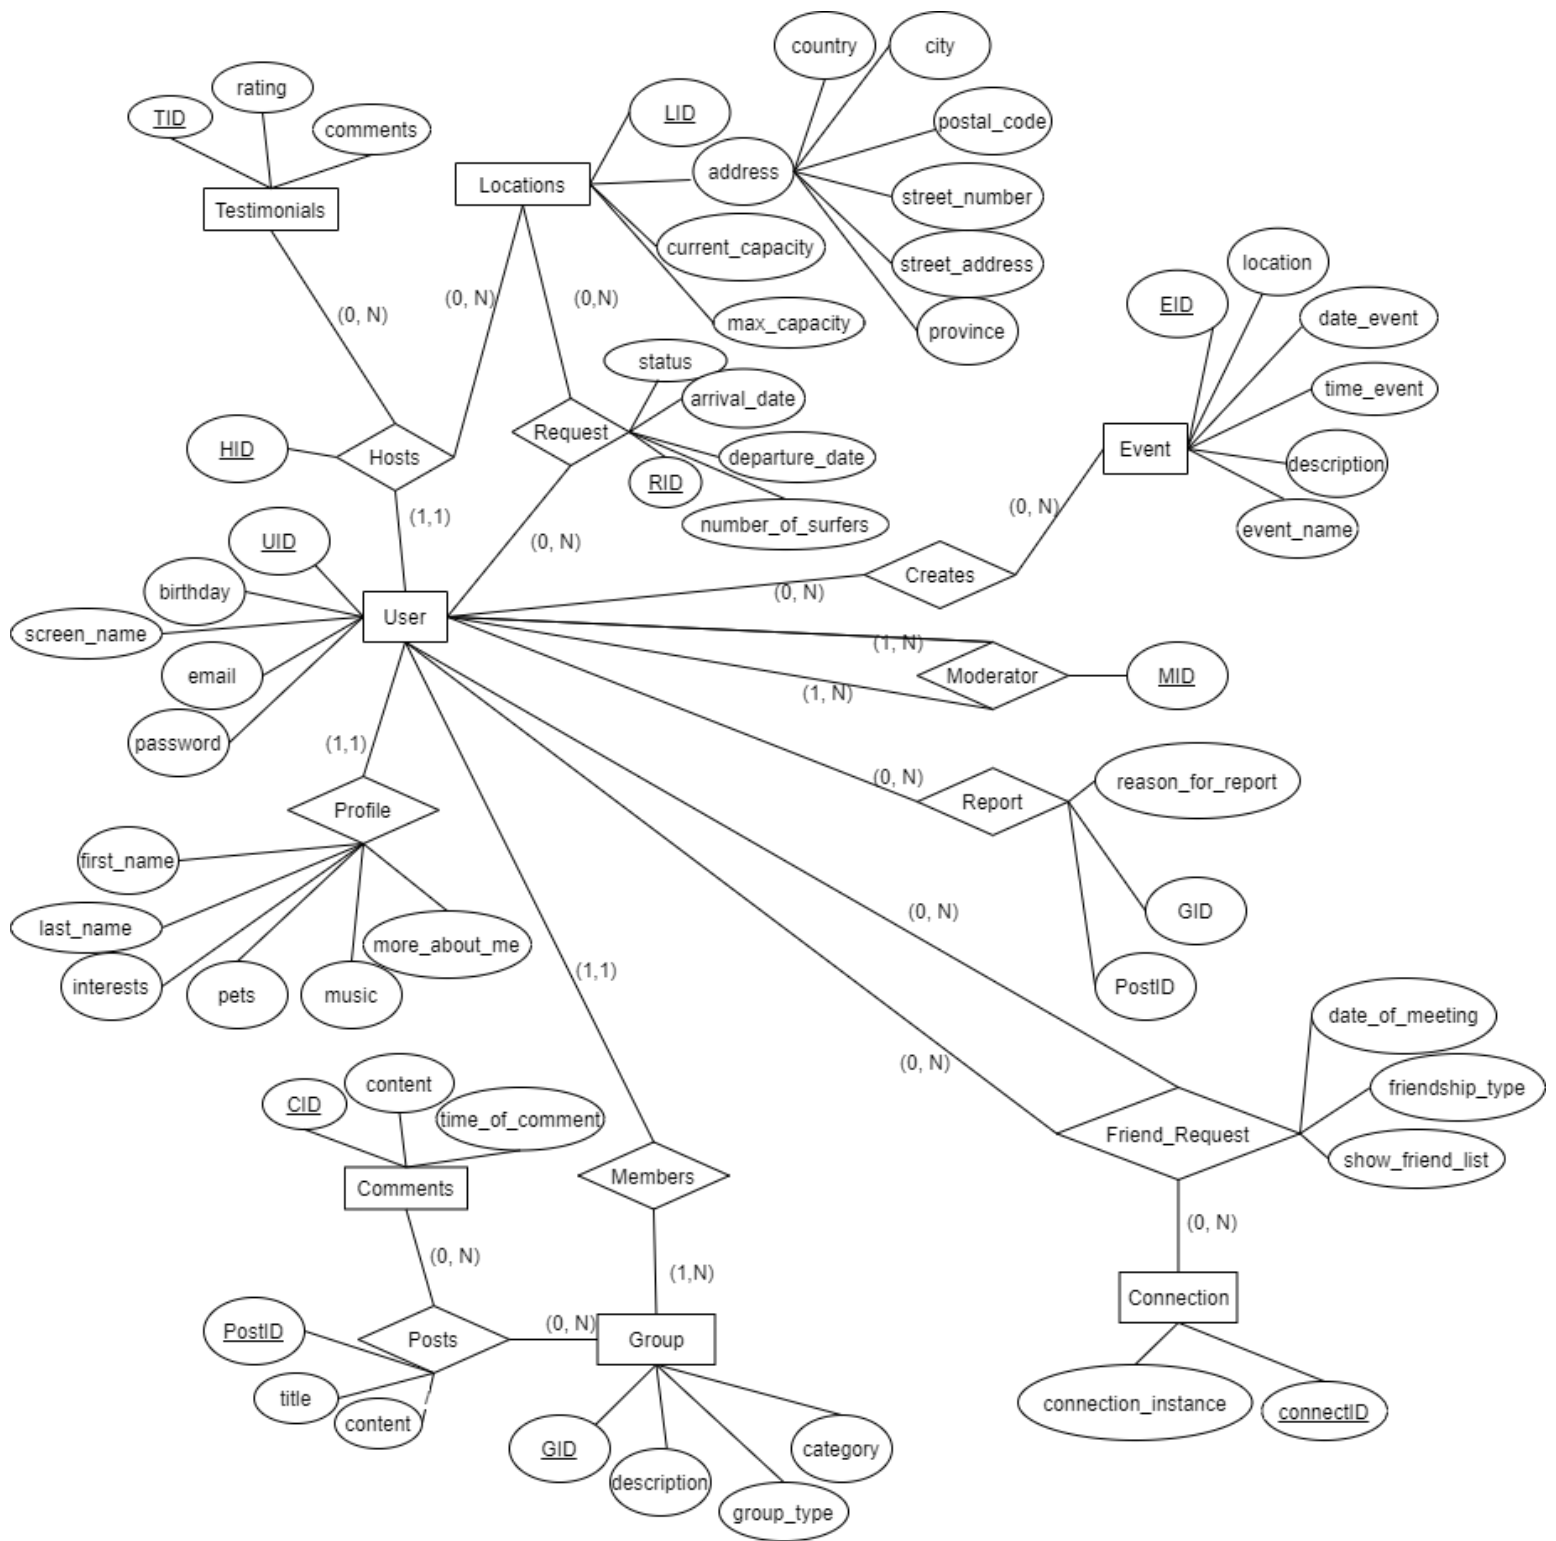 country
city
rating
TID
comments
LID
postal_code
address
Locations
street_number
Testimonials
current_capacity
street_address
location
EID
(0, N)
(0,N)
(0, N)
max_capacity
province
date_event
status
arrival_date
time_event
HID
Hosts
Request
departure_date
Event
description
RID
(1,1)
number_of_surfers
(0, N)
event_name
UID
(0, N)
Creates
birthday
(0, N)
User
screen_name
(1, N)
email
Moderator
MID
(1, N)
password
(1,1)
(0, N)
reason_for_report
Profile
Report
first_name
(0, N)
GID
last_name
more_about_me
(1,1)
interests
pets
music
PostID
date_of_meeting
(0, N)
content
friendship_type
CID
time_of_comment
Friend_Request
show_friend_list
Members
Comments
(0, N)
(0, N)
(1,N)
Connection
(0, N)
PostID
Posts
Group
title
content
connection_instance
connectID
GID
category
description
group_type